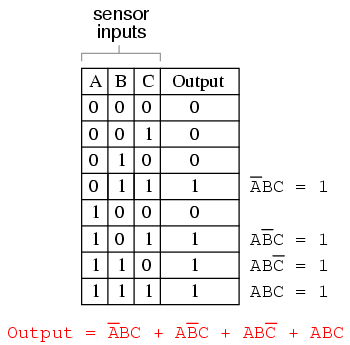 sensor
inputs
A B C Output
0 0 0 0
0 0 1 0
0 1 0 0
0 1 1 1 A̅BC = 1
1 0 0 0
1 0 1 1 AB̅C = 1
1 1 0 1 ABC̅ = 1
1 1 1 1 ABC = 1
Output = A̅BC + AB̅C + ABC̅ + ABC